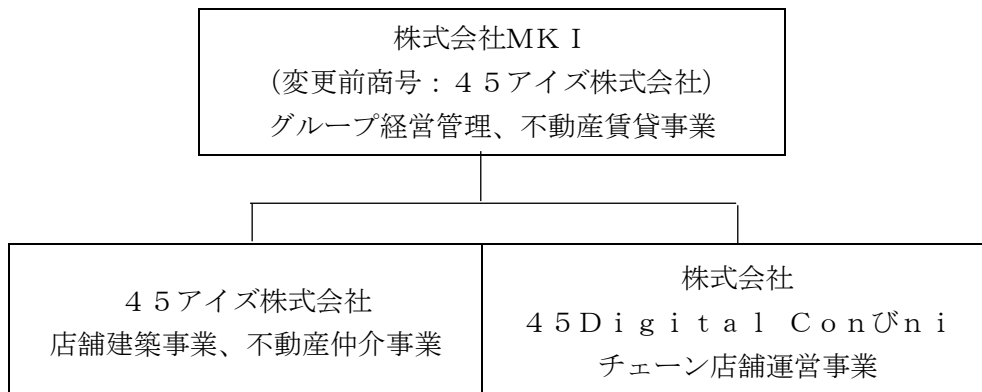 株式会社MKI
（変更前商号：４５アイズ株式会社）
グループ経営管理、不動産賃貸事業
４５アイズ株式会社
店舗建築事業、不動産仲介事業
株式会社
４５Ｄｉｇｉｔａｌ Ｃｏｎびｎｉ
チェーン店舗運営事業